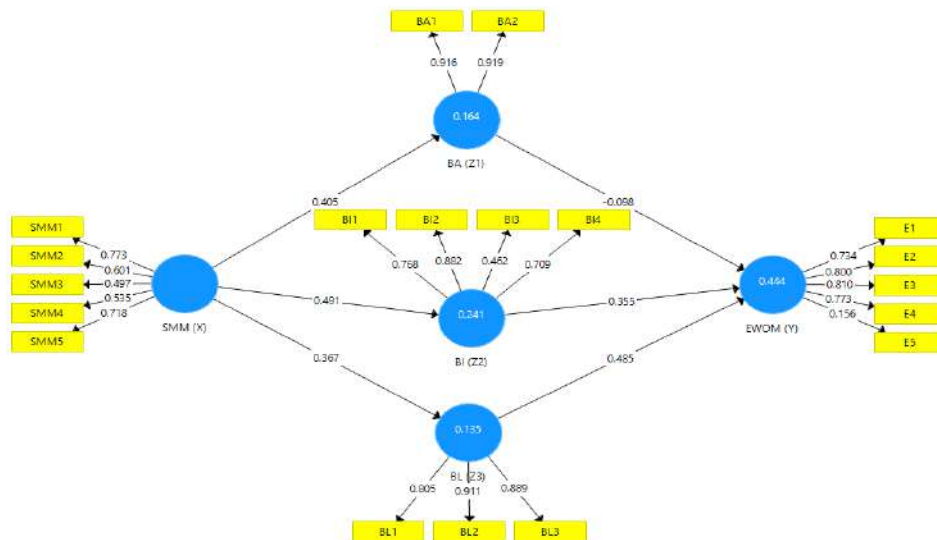 BA1 BA2
0.916 0.919
0.164
BA (Z1)
0.405 -0.098
BI1 BI2 BI3 BI4
0.768 0.882 0.462 0.709
SMM1
SMM2
SMM3
SMM4
SMM5
0.773
0.601
0.497
0.535
0.718
SMM (X)
0.491
0.241
BI (Z2)
0.355
0.444
EWOM (Y)
0.734
0.800
0.810
0.773
0.156
E1
E2
E3
E4
E5
0.367 0.485
0.135
BL (Z3)
0.805 0.911 0.889
BL1 BL2 BL3